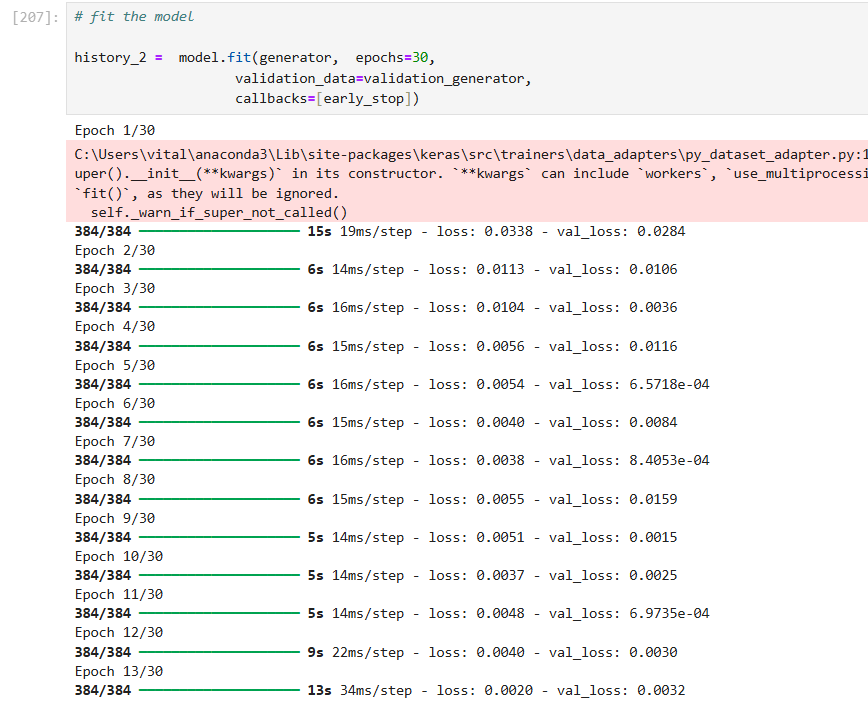 [207]: # fit the model
history_2 = model.fit(generator, epochs=30,
validation_data=validation_generator,
callbacks=[early_stop])
Epoch 1/30
C:\Users\vital\anaconda3\Lib\site-packages\keras\src\trainers\data_adapters\py_dataset_adapter.py:1
uper().__init__(**kwargs)` in its constructor. `**kwargs` can include `workers`, `use_multiprocessi
`fit()`, as they will be ignored.
self._warn_if_super_not_called()
384/384 15s 19ms/step - loss: 0.0338 - val_loss: 0.0284
Epoch 2/30
384/384 6s 14ms/step - loss: 0.0113 - val_loss: 0.0106
Epoch 3/30
384/384 6s 16ms/step - loss: 0.0104 - val_loss: 0.0036
Epoch 4/30
384/384 6s 15ms/step - loss: 0.0056 - val_loss: 0.0116
Epoch 5/30
384/384 6s 16ms/step - loss: 0.0054 - val_loss: 6.5718e-04
Epoch 6/30
384/384 6s 15ms/step - loss: 0.0040 - val_loss: 0.0084
Epoch 7/30
384/384 6s 16ms/step - loss: 0.0038 - val_loss: 8.4053e-04
Epoch 8/30
384/384 6s 15ms/step - loss: 0.0055 - val_loss: 0.0159
Epoch 9/30
384/384 5s 14ms/step - loss: 0.0051 - val_loss: 0.0015
Epoch 10/30
384/384 5s 14ms/step - loss: 0.0037 - val_loss: 0.0025
Epoch 11/30
384/384 5s 14ms/step - loss: 0.0048 - val_loss: 6.9735e-04
Epoch 12/30
384/384 9s 22ms/step - loss: 0.0040 - val_loss: 0.0030
Epoch 13/30
384/384 13s 34ms/step - loss: 0.0020 - val_loss: 0.0032